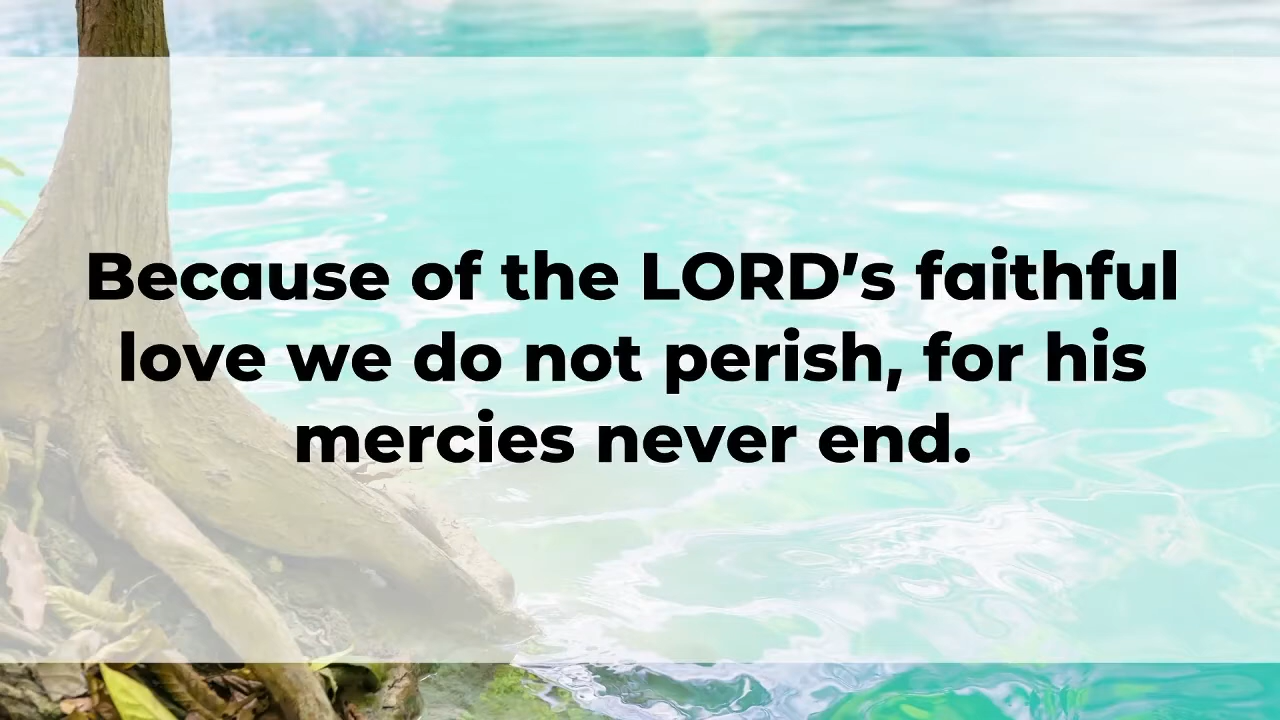 Because of the LORD’s faithful
love we do not perish, for his
mercies never end.